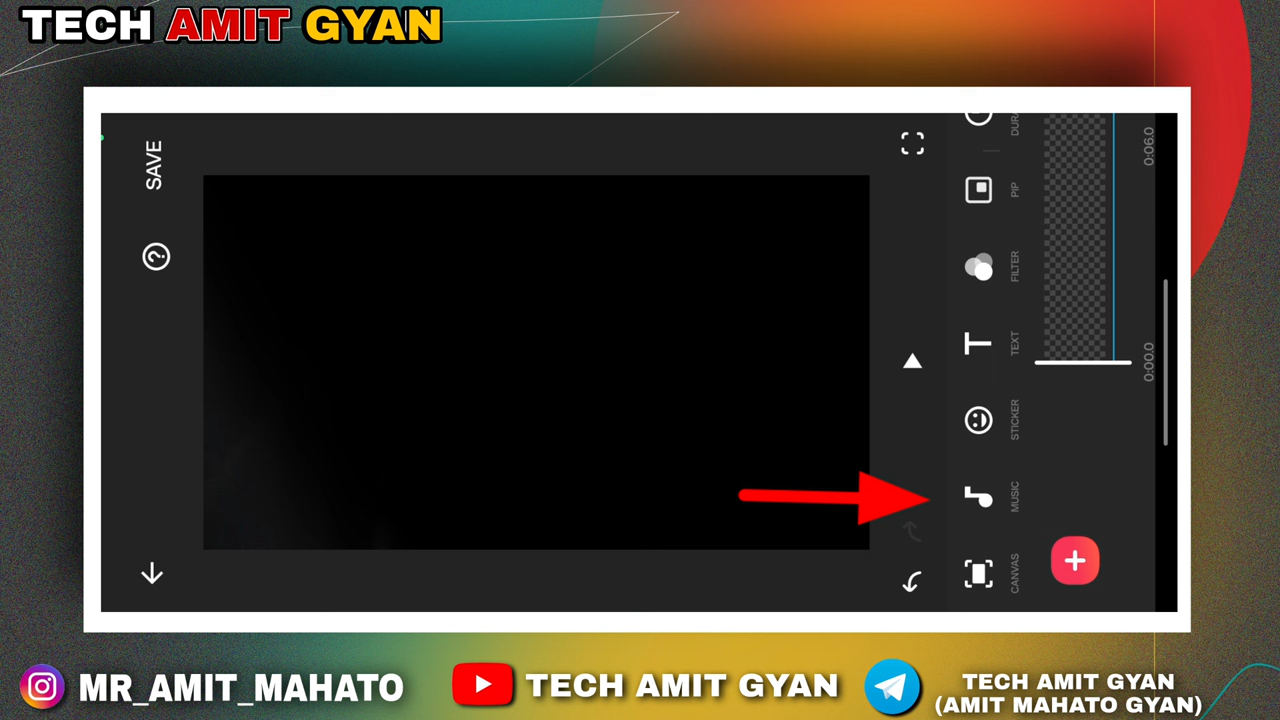 TECH AMIT GYAN
SAVE
CANVAS
MUSIC
STICKER
TEXT
FILTER
PIP
DURA
0:00.0
0:06.0
MR_AMIT_MAHATO
TECH AMIT GYAN
TECH AMIT GYAN
(AMIT MAHATO GYAN)